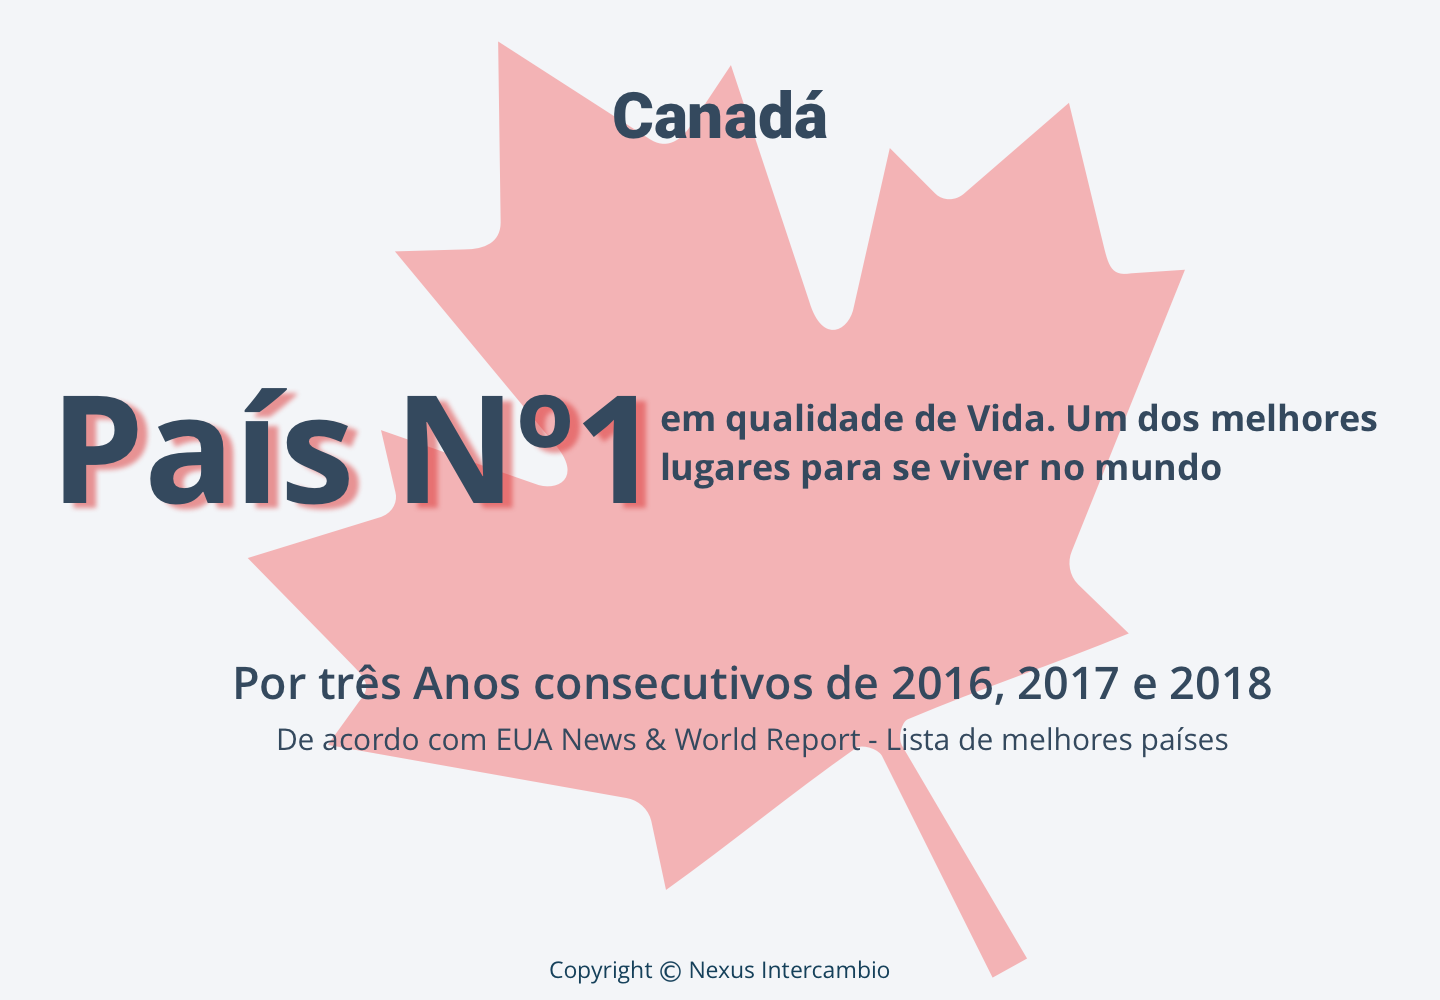 Canadá
País Nº1
em qualidade de Vida. Um dos melhores
lugares para se viver no mundo
Por três Anos consecutivos de 2016, 2017 e 2018
De acordo com EUA News & World Report - Lista de melhores países
Copyright © Nexus Intercambio